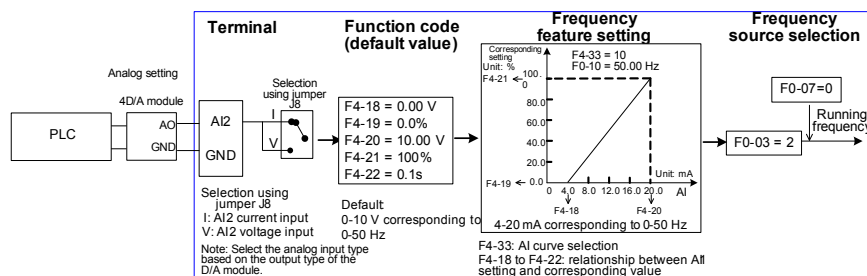 Terminal
Function code
(default value)
Frequency
feature setting
Frequency
source selection
Analog setting
4D/A module
PLC
AO
GND
AI2
GND
Selection
using jumper
J8
I
V
F4-18 = 0.00 V
F4-19 = 0.0%
F4-20 = 10.00 V
F4-21 = 100%
F4-22 = 0.1s
Corresponding
setting
Unit: %
F4-21
100.
0
80.0
60.0
40.0
20.0
0.0
F4-19
F4-33 = 10
F0-10 = 50.00 Hz
Unit: mA
0 4.0 8.0 12.0 16.0 20.0 AI
F4-18
F4-20
4-20 mA corresponding to 0-50 Hz
F0-07=0
Running
frequency
F0-03 = 2
Selection using
jumper J8
I: AI2 current input
V: AI2 voltage input
Note: Select the analog input type
based on the output type of the
D/A module.
Default:
0-10 V corresponding to
0-50 Hz
F4-33: AI curve selection
F4-18 to F4-22: relationship between AI
setting and corresponding value